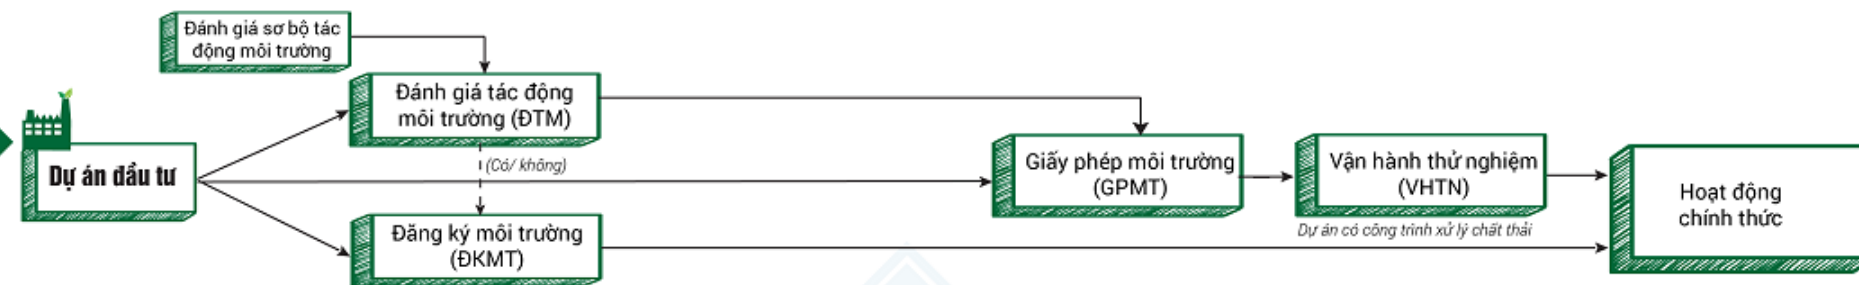 Đánh giá sơ bộ tác
động môi trường
Đánh giá tác động
môi trường (ĐTM)
(Có/ không)
Dự án đầu tư
Giấy phép môi trường
(GPMT)
Vận hành thử nghiệm
(VHTN)
Dự án có công trình xử lý chất thải
Hoạt động
chính thức
Đăng ký môi trường
(ĐKMT)